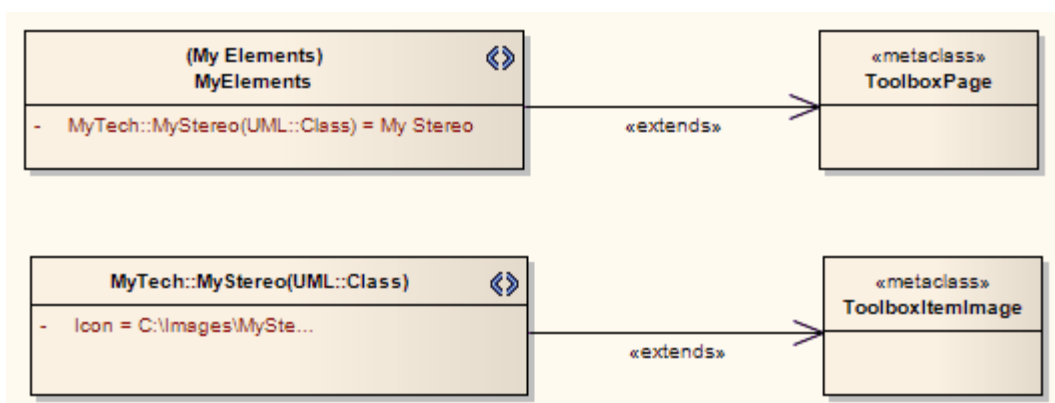 (My Elements)
MyElements
- MyTech::MyStereo(UML::Class) = My Stereo
«extends»
«metaclass»
ToolboxPage
MyTech::MyStereo(UML::Class)
- Icon = C:\Images\MySte...
«extends»
«metaclass»
ToolboxItemImage